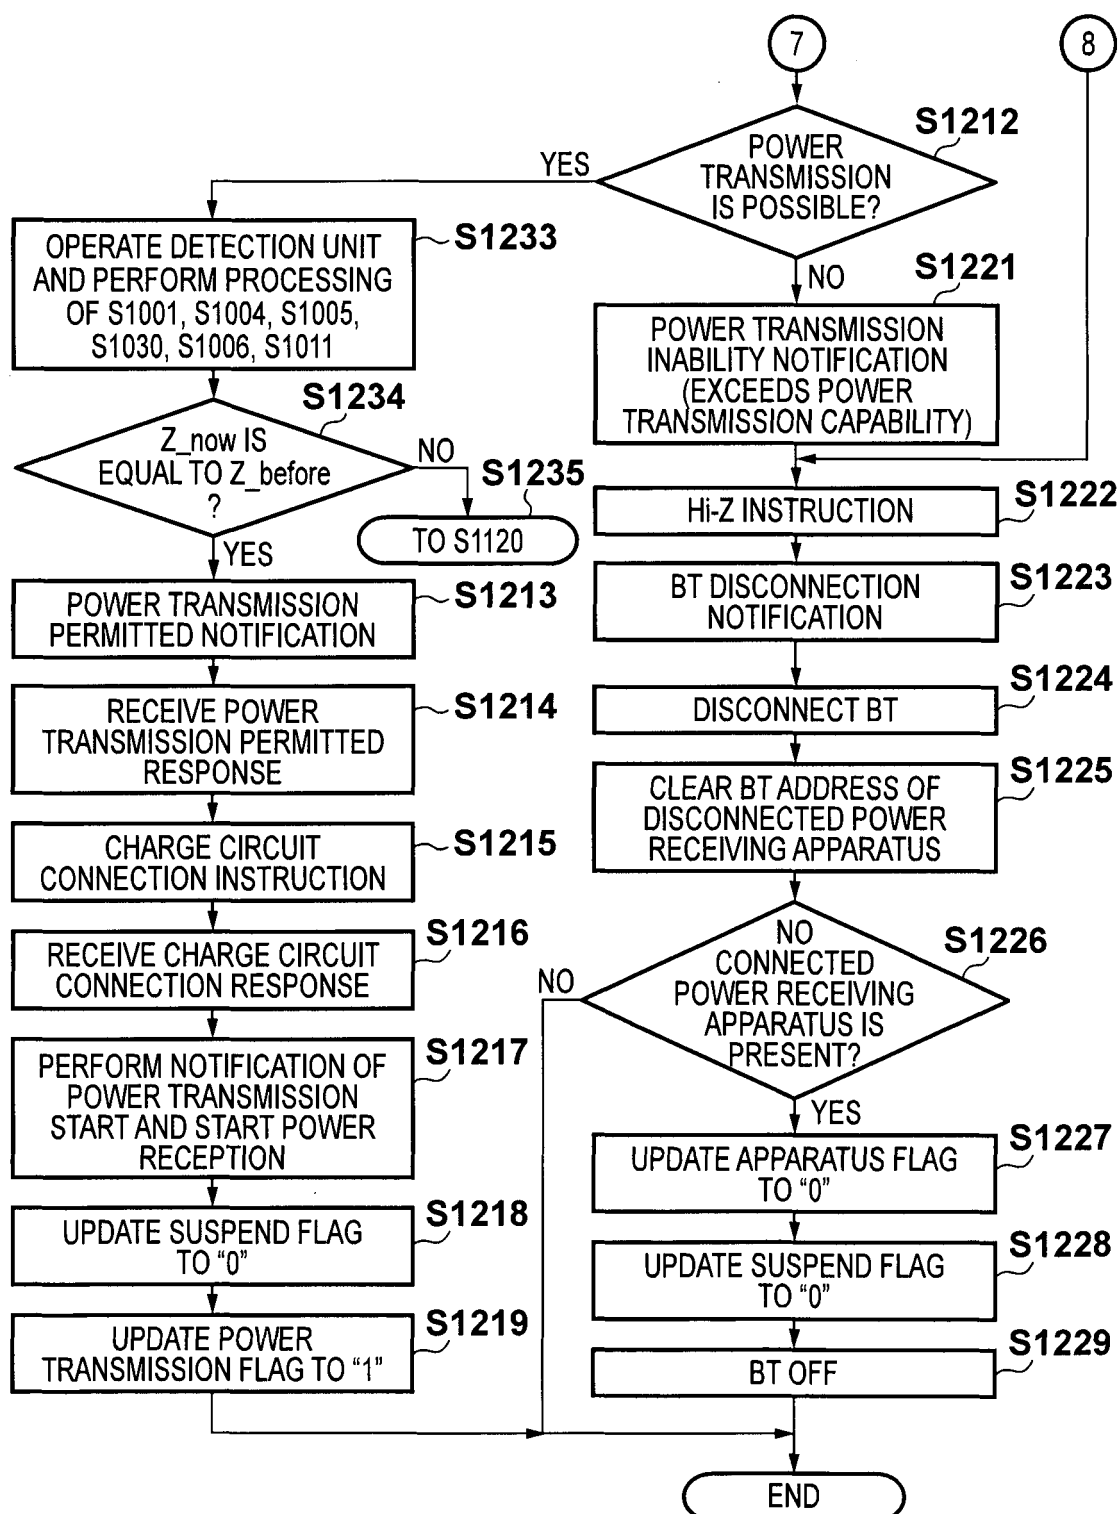 7
8
S1212
POWER
TRANSMISSION
IS POSSIBLE?
YES
NO
S1233
OPERATE DETECTION UNIT
AND PERFORM PROCESSING
OF S1001, S1004, S1005,
S1030, S1006, S1011
S1234
Z_now IS
EQUAL TO Z_before
?
NO
YES
S1235
TO S1120
S1213
POWER TRANSMISSION
PERMITTED NOTIFICATION
S1214
RECEIVE POWER
TRANSMISSION PERMITTED
RESPONSE
S1215
CHARGE CIRCUIT
CONNECTION INSTRUCTION
S1216
RECEIVE CHARGE CIRCUIT
CONNECTION RESPONSE
S1217
PERFORM NOTIFICATION OF
POWER TRANSMISSION
START AND START POWER
RECEPTION
S1218
UPDATE SUSPEND FLAG
TO “0”
S1219
UPDATE POWER
TRANSMISSION FLAG TO “1”
S1221
POWER TRANSMISSION
INABILITY NOTIFICATION
(EXCEEDS POWER
TRANSMISSION CAPABILITY)
S1222
Hi-Z INSTRUCTION
S1223
BT DISCONNECTION
NOTIFICATION
S1224
DISCONNECT BT
S1225
CLEAR BT ADDRESS OF
DISCONNECTED POWER
RECEIVING APPARATUS
S1226
NO
CONNECTED
POWER RECEIVING
APPARATUS IS
PRESENT?
NO
YES
S1227
UPDATE APPARATUS FLAG
TO “0”
S1228
UPDATE SUSPEND FLAG
TO “0”
S1229
BT OFF
END